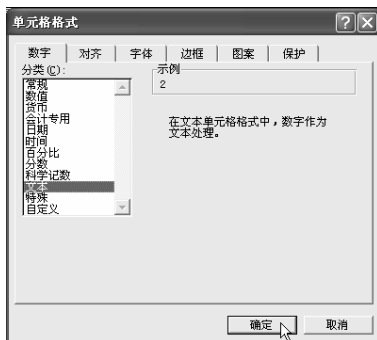 单元格格式
数字 对齐 字体 边框 图案 保护
分类(C):
示例
常规
2
数值
货币
会计专用
日期
时间
百分比
分数
科学记数
文本
特殊
自定义
在文本单元格格式中，数字作为
文本处理。
确定 取消